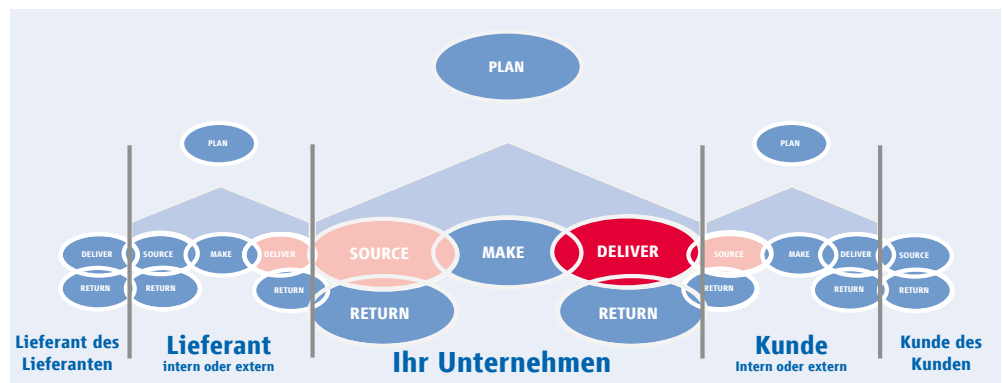 PLAN
PLAN
PLAN
DELIVER
SOURCE
MAKE
DELIVER
SOURCE
MAKE
DELIVER
SOURCE
MAKE
DELIVER
SOURCE
RETURN
RETURN
RETURN
RETURN
RETURN
RETURN
RETURN
RETURN
Lieferant des
Lieferanten
Lieferant
intern oder extern
Ihr Unternehmen
Kunde
Intern oder extern
Kunde des
Kunden